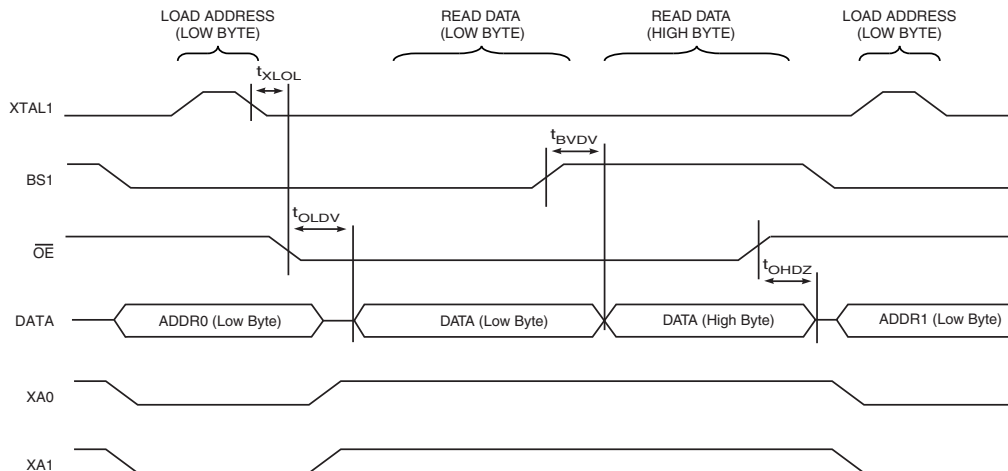 LOAD ADDRESS
(LOW BYTE)
READ DATA
(LOW BYTE)
READ DATA
(HIGH BYTE)
LOAD ADDRESS
(LOW BYTE)
tXLOL
XTAL1
tBVDV
BS1
tOLDV
OE
tOHDZ
DATA
ADDR0 (Low Byte)
DATA (Low Byte)
DATA (High Byte)
ADDR1 (Low Byte)
XA0
XA1